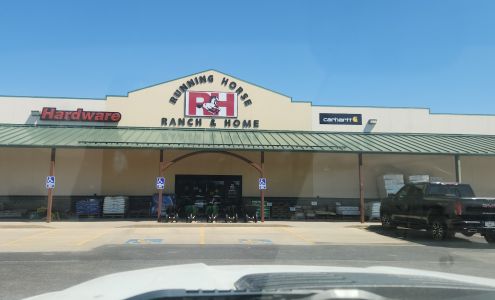 RUNNING HORSE
RH
RANCH & HOME
Hardware
carhartt